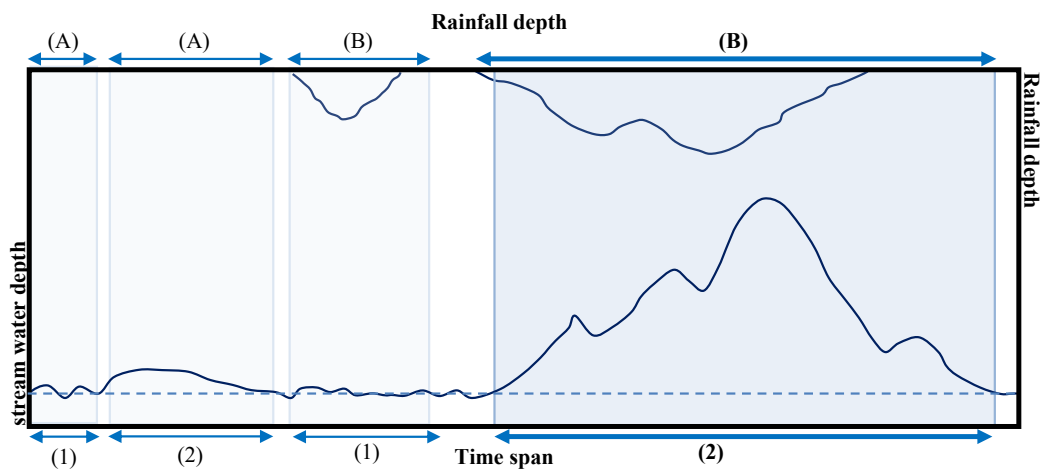 Rainfall depth
(A)
(A)
(B)
(B)
Rainfall depth
stream water depth
(1)
(2)
(1)
Time span
(2)